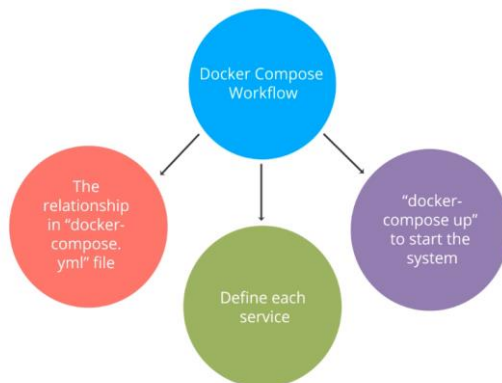 Docker Compose
Workflow
The
relationship
in “docker-
compose.
yml” file
Define each
service
“docker-
compose up”
to start the
system